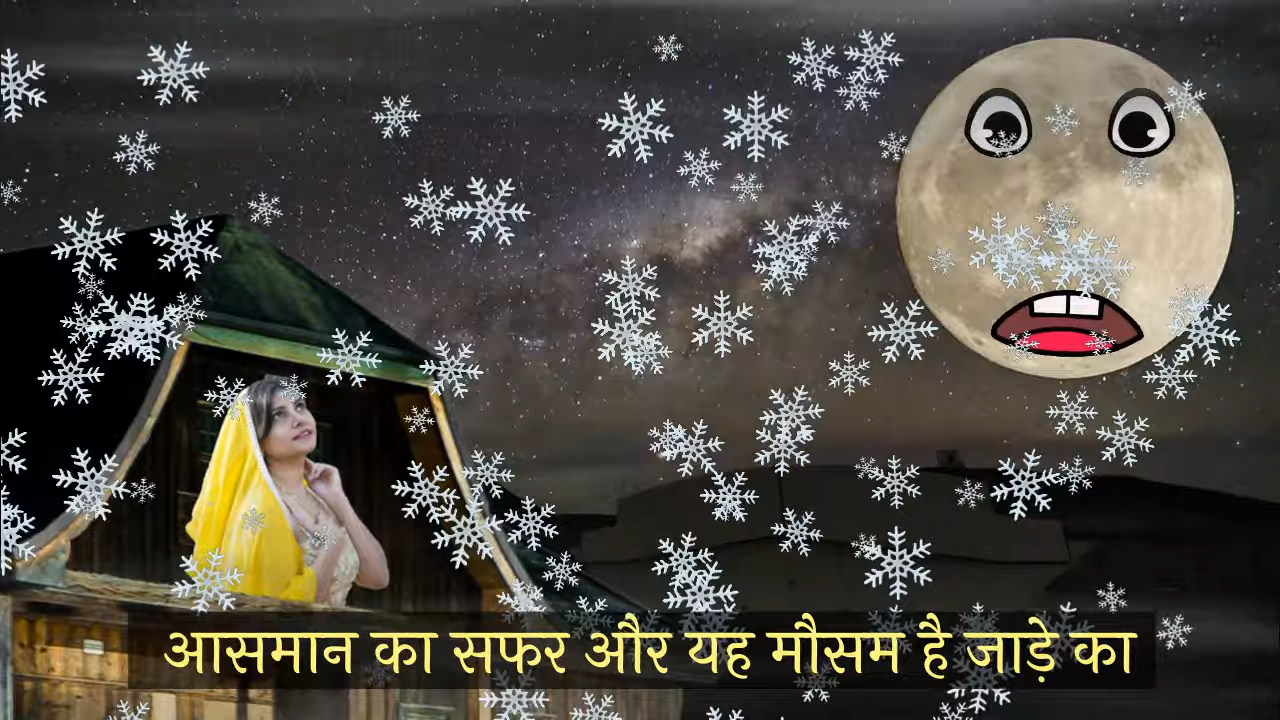 आसमान का सफर और यह मौसम है जाड़े का